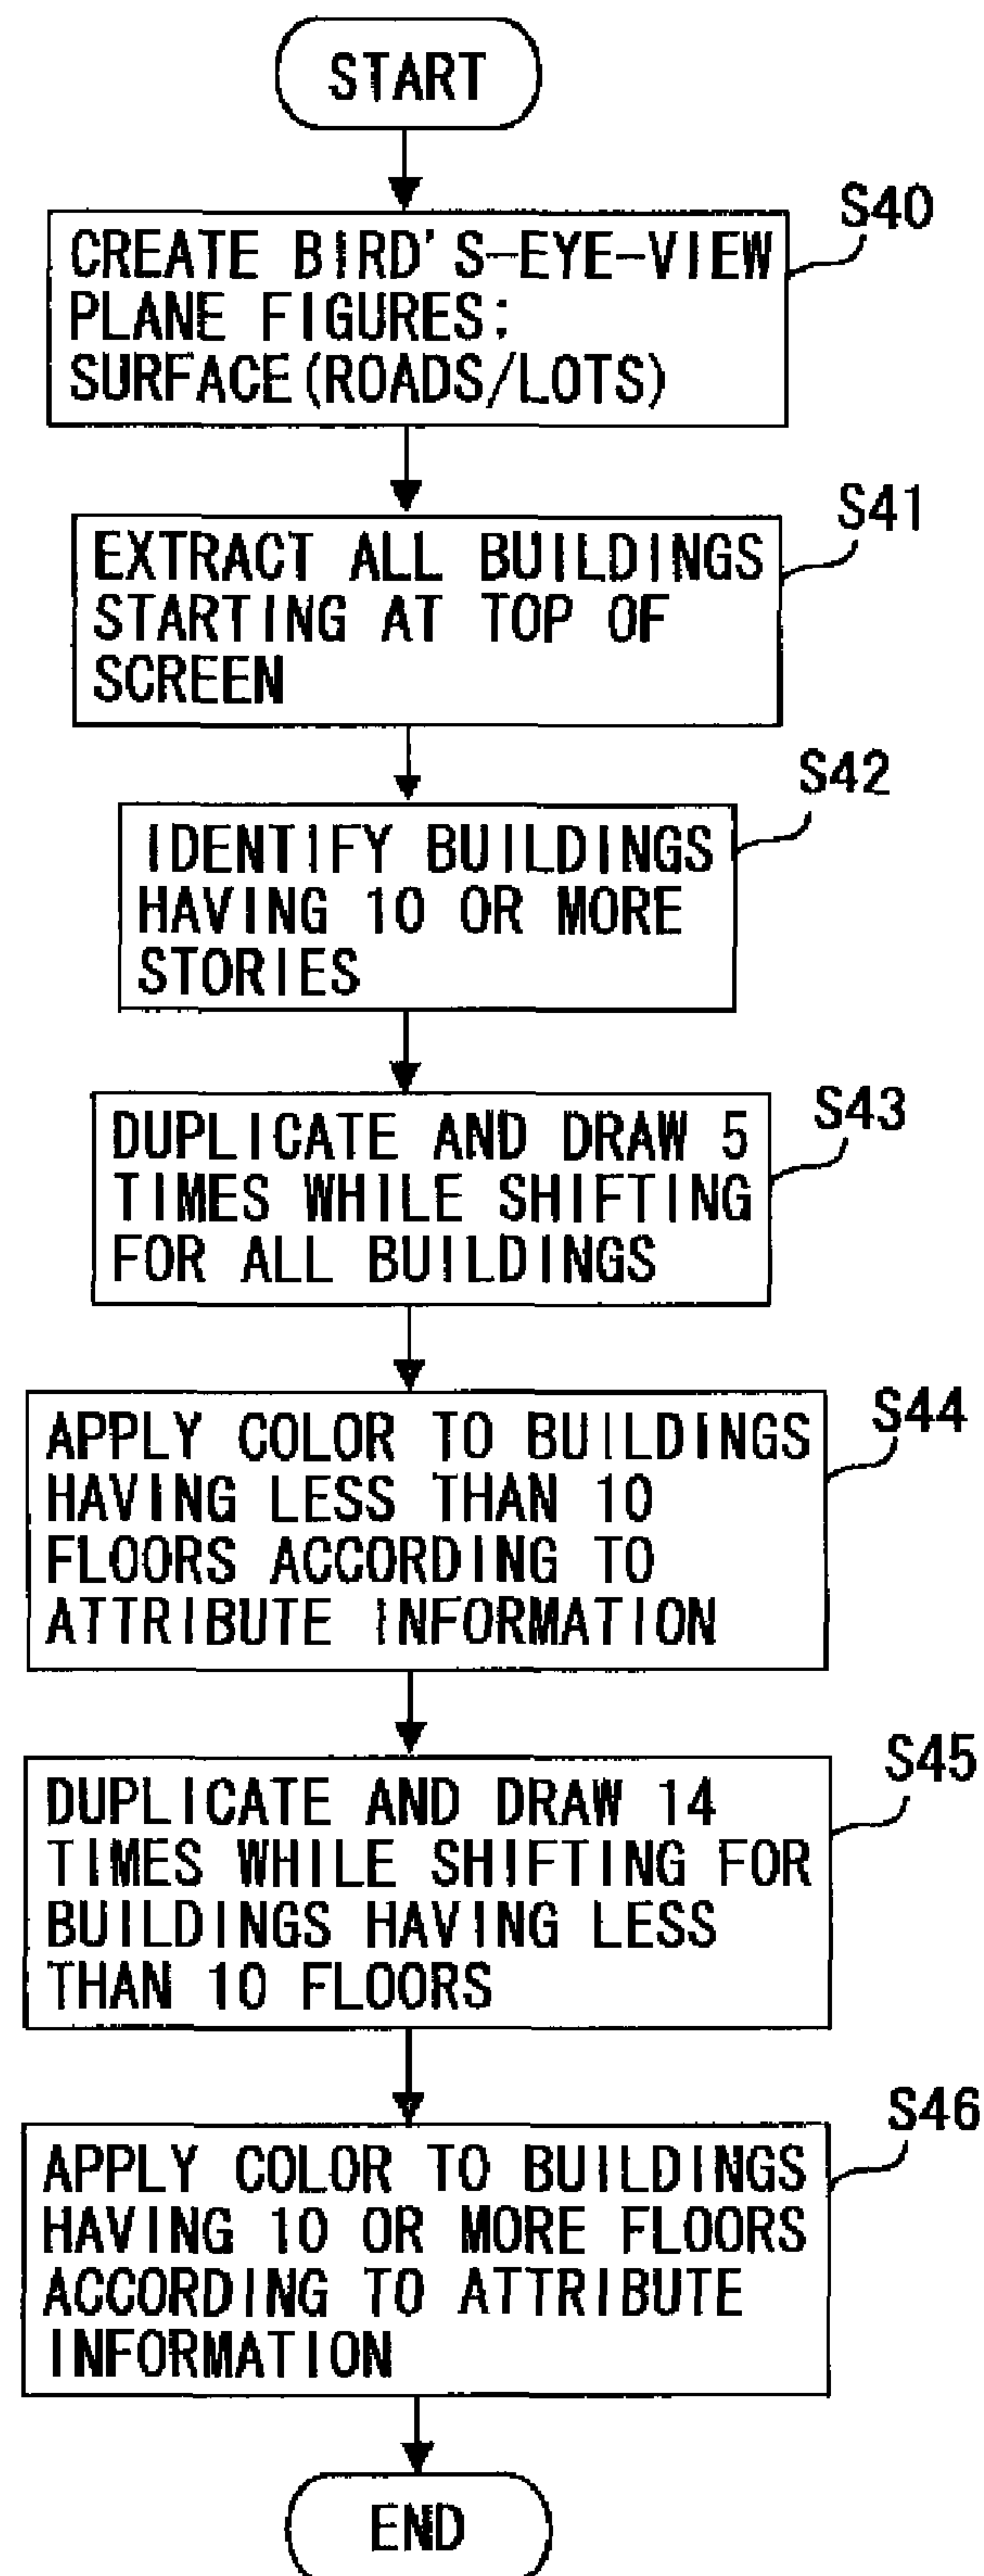 START
S40
CREATE BIRD'S-EYE-VIEW
PLANE FIGURES:
SURFACE(ROADS/LOTS)
S41
EXTRACT ALL BUILDINGS
STARTING AT TOP OF
SCREEN
S42
IDENTIFY BUILDINGS
HAVING 10 OR MORE
STORIES
S43
DUPLICATE AND DRAW 5
TIMES WHILE SHIFTING
FOR ALL BUILDINGS
S44
APPLY COLOR TO BUILDINGS
HAVING LESS THAN 10
FLOORS ACCORDING TO
ATTRIBUTE INFORMATION
S45
DUPLICATE AND DRAW 14
TIMES WHILE SHIFTING FOR
BUILDINGS HAVING LESS
THAN 10 FLOORS
S46
APPLY COLOR TO BUILDINGS
HAVING 10 OR MORE FLOORS
ACCORDING TO ATTRIBUTE
INFORMATION
END